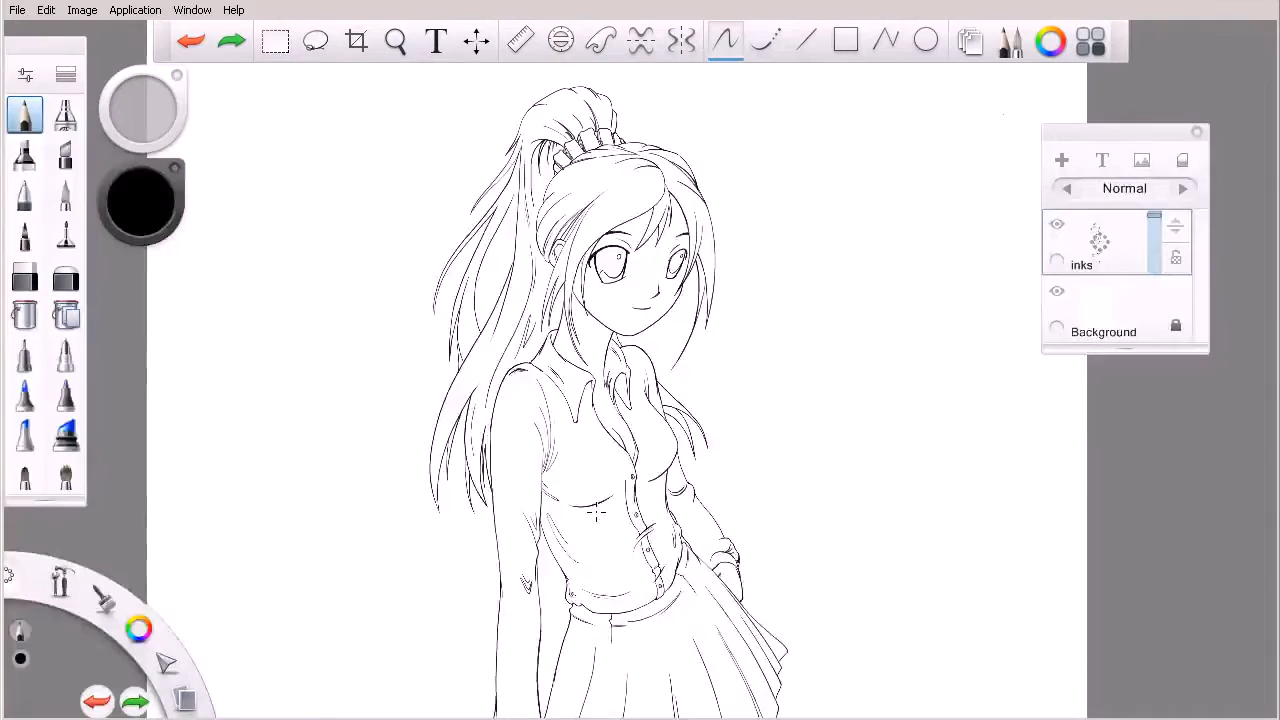 File Edit Image Application Window Help
T
T
Normal
inks
Background